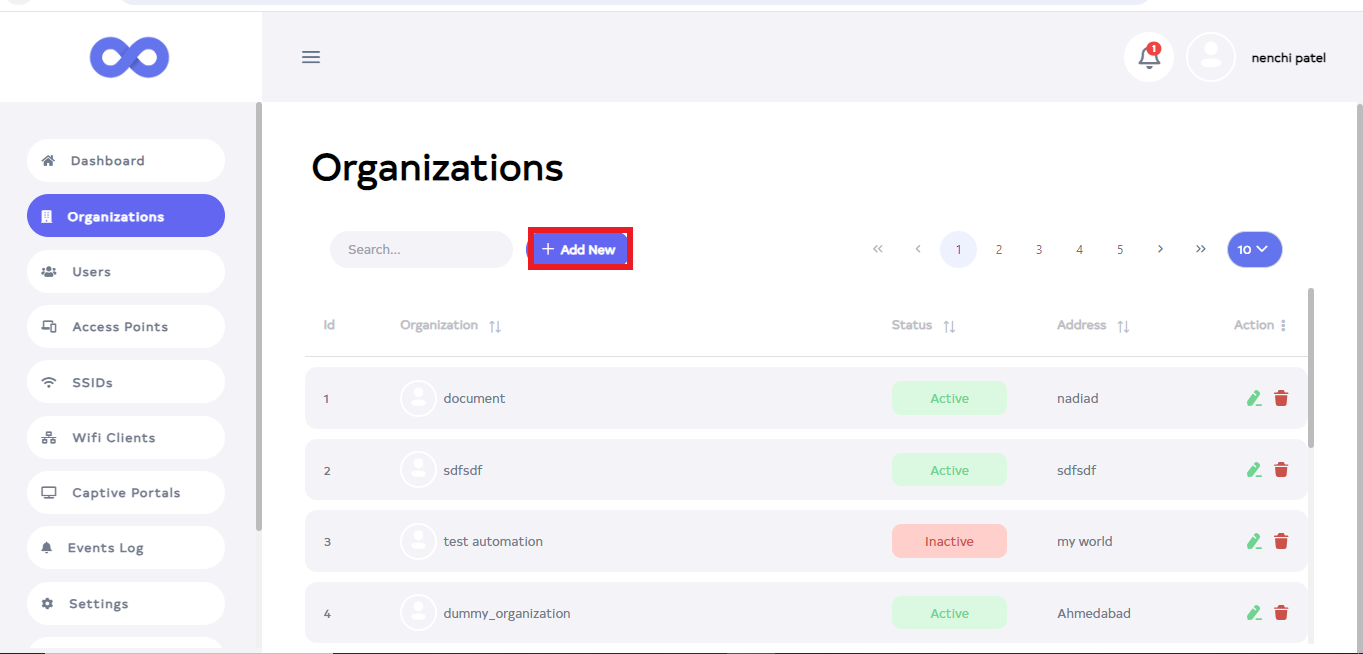 1
nenchi patel
Dashboard
Organizations
Users
Access Points
SSIDs
Wifi Clients
Captive Portals
Events Log
Settings
Organizations
Search...
+ Add New
« ‹ 1 2 3 4 5 › » 10
Id Organization Status Address Action
1 document Active nadiad
2 sdfsdf Active sdfsdf
3 test automation Inactive my world
4 dummy_organization Active Ahmedabad